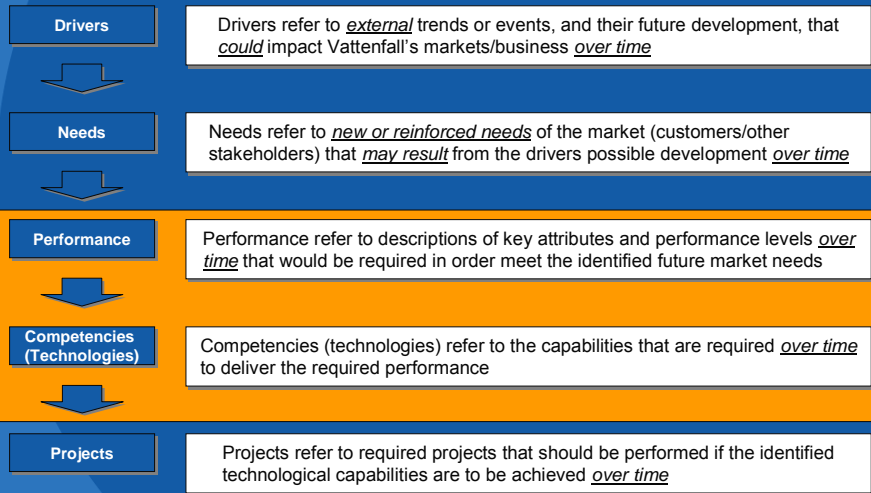 Drivers
Drivers refer to external trends or events, and their future development, that
could impact Vattenfall's markets/business over time
Needs
Needs refer to new or reinforced needs of the market (customers/other
stakeholders) that may result from the drivers possible development over time
Performance
Performance refer to descriptions of key attributes and performance levels over
time that would be required in order meet the identified future market needs
Competencies
(Technologies)
Competencies (technologies) refer to the capabilities that are required over time
to deliver the required performance
Projects
Projects refer to required projects that should be performed if the identified
technological capabilities are to be achieved over time